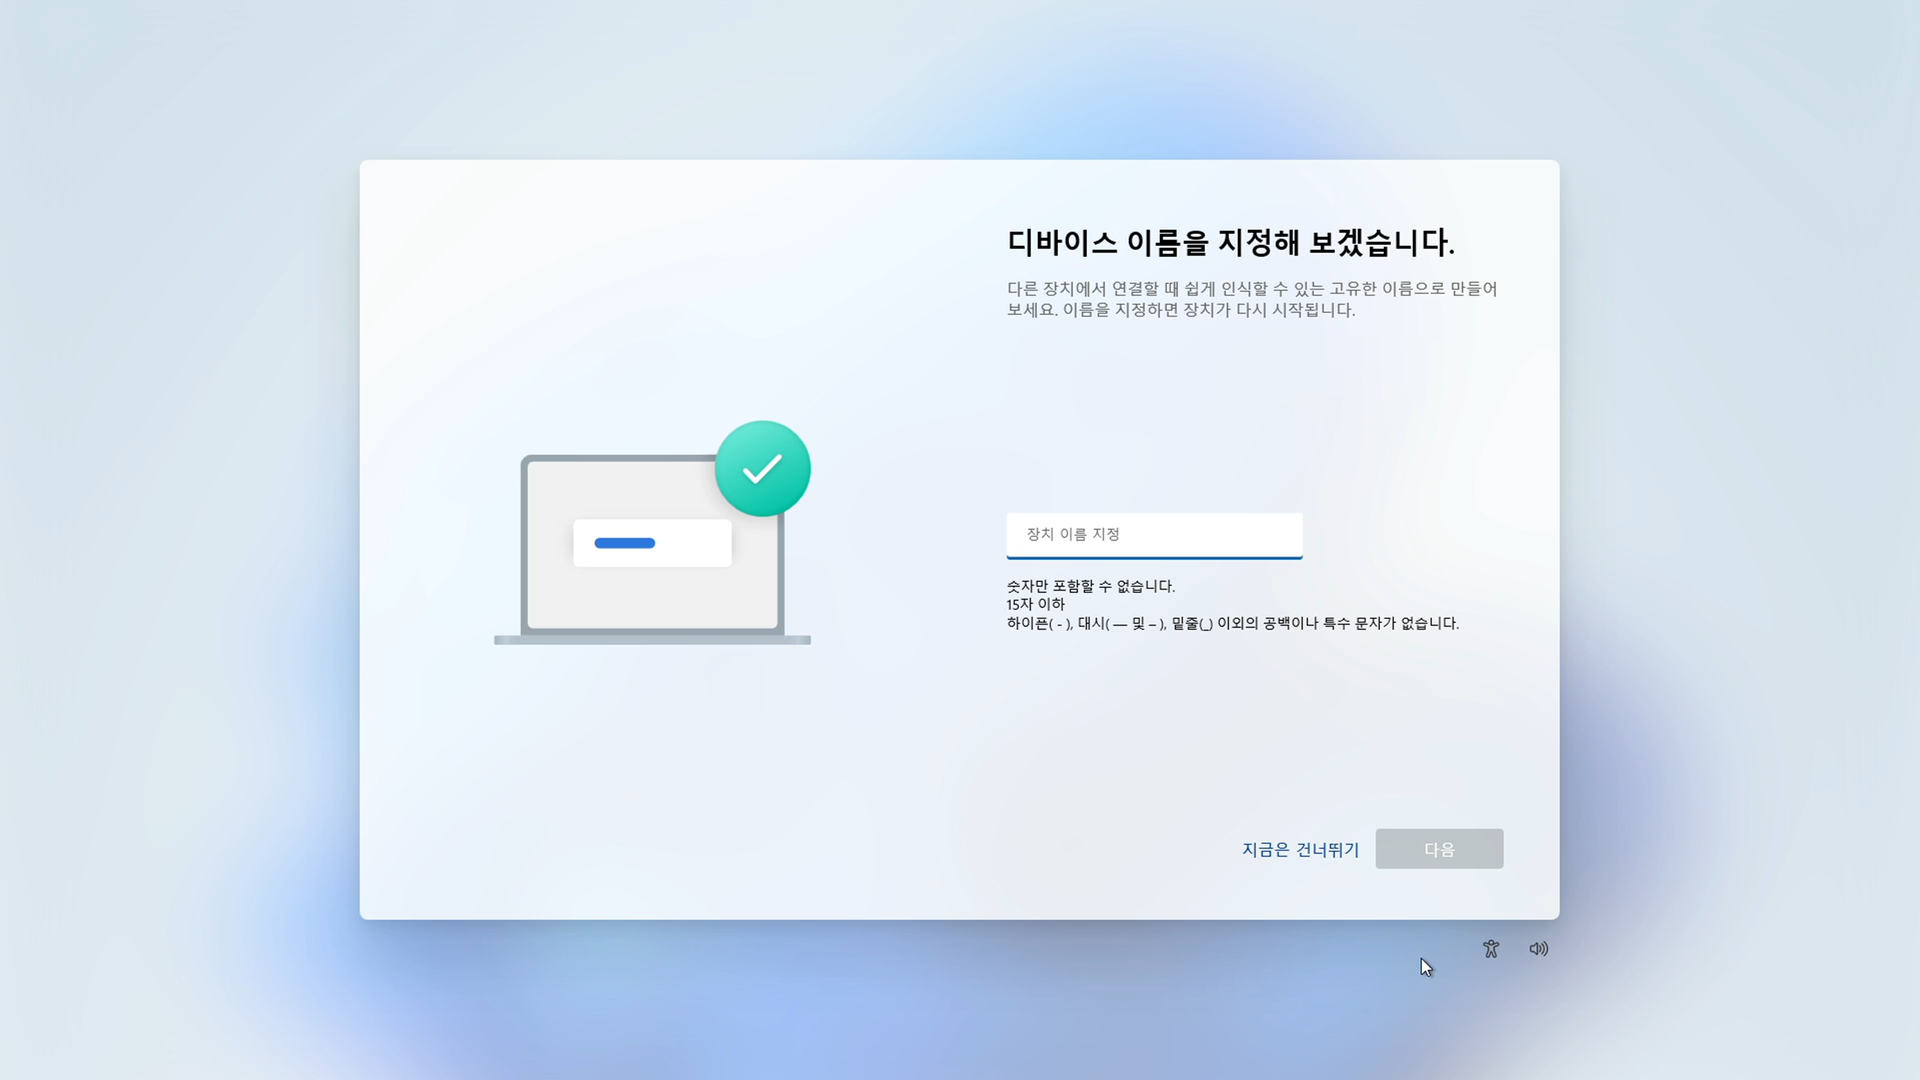 디바이스 이름을 지정해 보겠습니다.
다른 장치에서 연결할 때 쉽게 인식할 수 있는 고유한 이름으로 만들어
보세요. 이름을 지정하면 장치가 다시 시작됩니다.
장치 이름 지정
숫자만 포함할 수 없습니다.
15자 이하
하이픈( - ), 대시( — 및 – ), 밑줄(_) 이외의 공백이나 특수 문자가 없습니다.
지금은 건너뛰기
다음